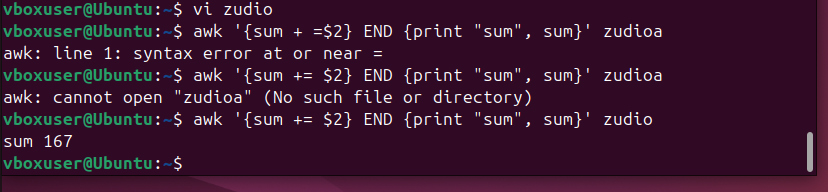 vboxuser@Ubuntu:~$ vi zudio
vboxuser@Ubuntu:~$ awk '{sum + =$2} END {print "sum", sum}' zudioa
awk: line 1: syntax error at or near =
vboxuser@Ubuntu:~$ awk '{sum += $2} END {print "sum", sum}' zudioa
awk: cannot open "zudioa" (No such file or directory)
vboxuser@Ubuntu:~$ awk '{sum += $2} END {print "sum", sum}' zudio
sum 167
vboxuser@Ubuntu:~$